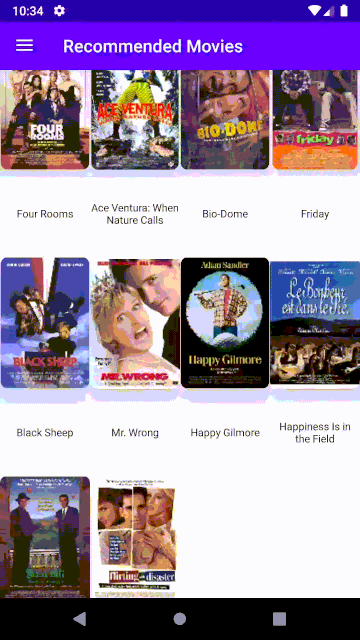 10:34
Recommended Movies
FOUR
ROOMS
ACE VENTURA
BIO-DOME
friday
Four Rooms
Ace Ventura: When
Nature Calls
Bio-Dome
Friday
BLACK SHEEP
MR. WRONG
Adam Sandler
Happy Gilmore
Le Bonheur
est dans le Pré
Black Sheep
Mr. Wrong
Happy Gilmore
Happiness Is in
the Field
flirting with disaster